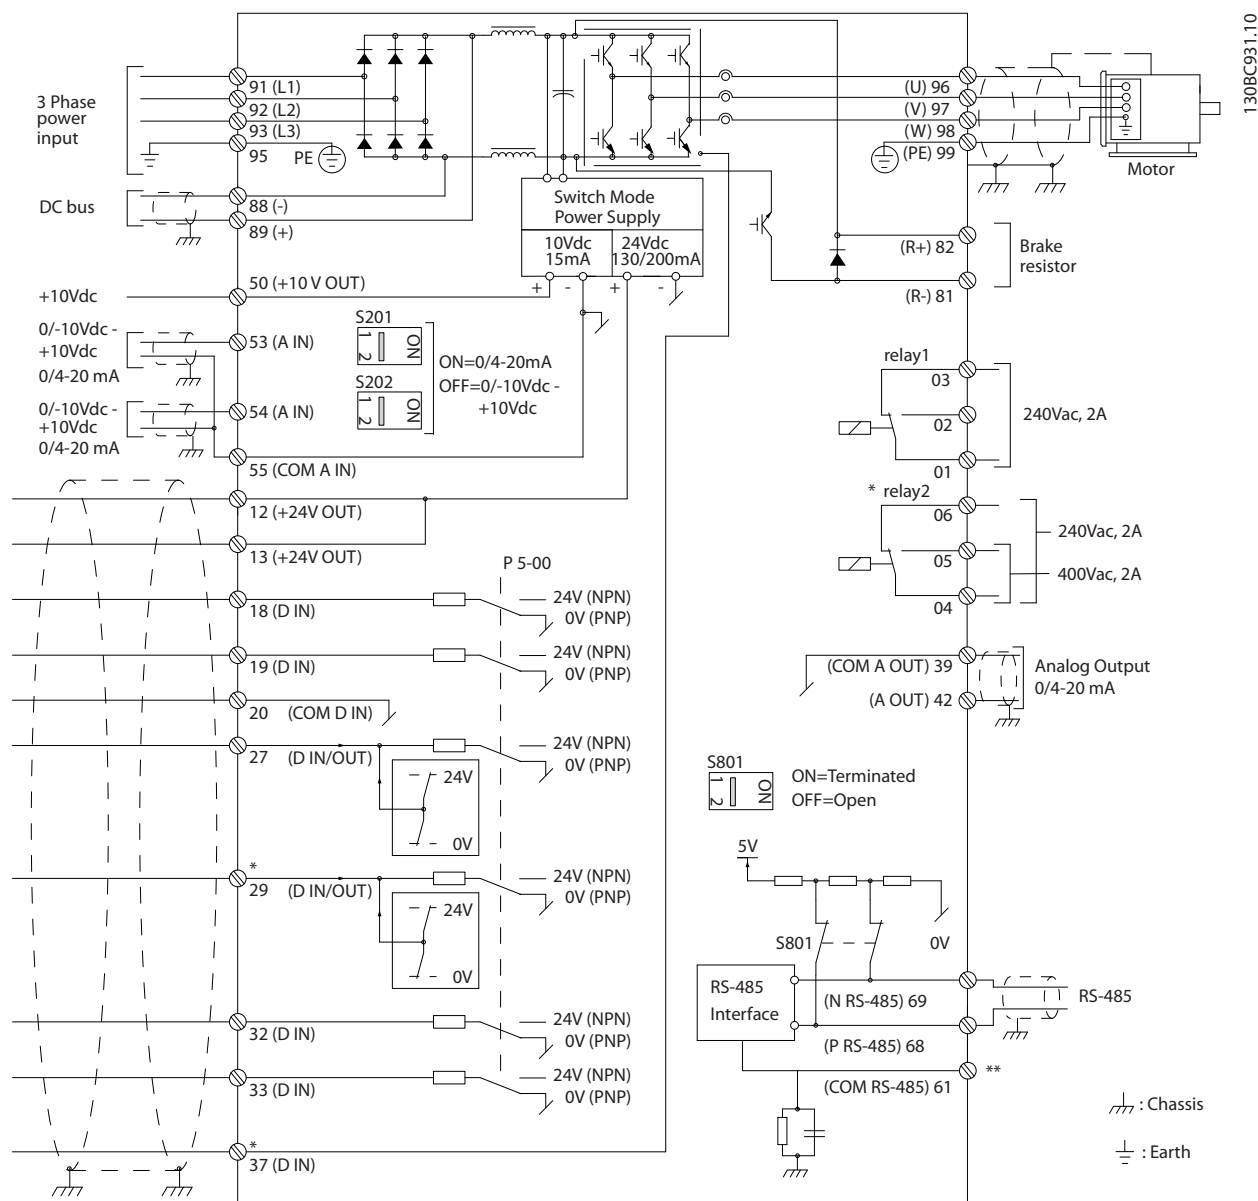 130BC931.10
3 Phase
power
input
91 (L1)
92 (L2)
93 (L3)
95
PE
DC bus
88 (-)
89 (+)
Switch Mode
Power Supply
10Vdc
15mA
24Vdc
130/200mA
+ - + -
(U) 96
(V) 97
(W) 98
(PE) 99
Motor
(R+) 82
(R-) 81
Brake
resistor
+10Vdc
50 (+10 V OUT)
0/-10Vdc -
+10Vdc
0/4-20 mA
53 (A IN)
0/-10Vdc -
+10Vdc
0/4-20 mA
54 (A IN)
55 (COM A IN)
S201
1
2
ON
S202
1
2
ON
ON=0/4-20mA
OFF=0/-10Vdc -
+10Vdc
relay1
03
02
01
240Vac, 2A
* relay2
06
05
04
240Vac, 2A
400Vac, 2A
12 (+24V OUT)
13 (+24V OUT)
P 5-00
18 (D IN)
24V (NPN)
0V (PNP)
19 (D IN)
24V (NPN)
0V (PNP)
20 (COM D IN)
27 (D IN/OUT)
24V (NPN)
0V (PNP)
24V
0V
*
29 (D IN/OUT)
24V (NPN)
0V (PNP)
24V
0V
32 (D IN)
24V (NPN)
0V (PNP)
33 (D IN)
24V (NPN)
0V (PNP)
*
37 (D IN)
(COM A OUT) 39
(A OUT) 42
Analog Output
0/4-20 mA
S801
1
2
ON
ON=Terminated
OFF=Open
5V
S801
0V
RS-485
Interface
(N RS-485) 69
(P RS-485) 68
(COM RS-485) 61
RS-485
**
: Chassis
: Earth